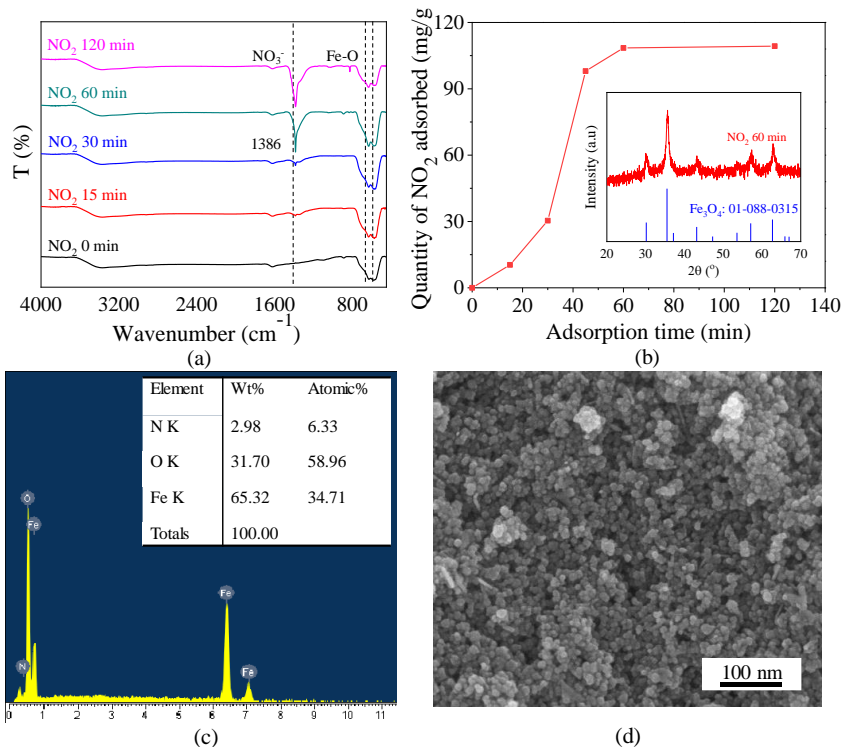 (a)
NO₂ 120 min
NO₃⁻
Fe-O
NO₂ 60 min
1386
NO₂ 30 min
NO₂ 15 min
NO₂ 0 min
T (%)
4000 3200 2400 1600 800
Wavenumber (cm⁻¹)
(a)
120
90
60
30
0
Quantity of NO₂ adsorbed (mg/g)
NO₂ 60 min
Intensity (a.u)
Fe₃O₄: 01-088-0315
20 30 40 50 60 70
2θ (°)
0 20 40 60 80 100 120 140
Adsorption time (min)
(b)
Element Wt% Atomic%
N K 2.98 6.33
O K 31.70 58.96
Fe K 65.32 34.71
Totals 100.00
O
Fe
N
Fe
Fe
0 1 2 3 4 5 6 7 8 9 10 11
(c)
100 nm
(d)